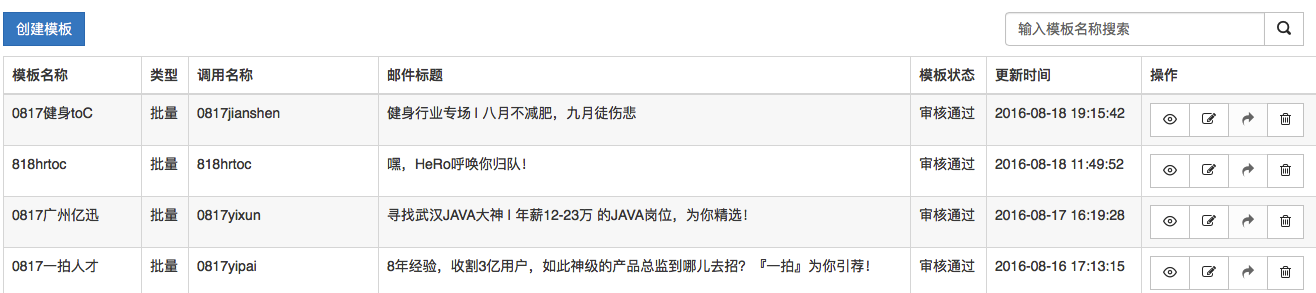 创建模板
输入模板名称搜索
模板名称 类型 调用名称 邮件标题 模板状态 更新时间 操作
0817健身toC 批量 0817jianshen 健身行业专场 | 八月不减肥，九月徒伤悲 审核通过 2016-08-18 19:15:42
818hrtoc 批量 818hrtoc 嘿，HeRo呼唤你归队！ 审核通过 2016-08-18 11:49:52
0817广州亿迅 批量 0817yixun 寻找武汉JAVA大神 | 年薪12-23万 的JAVA岗位，为你精选！ 审核通过 2016-08-17 16:19:28
0817一拍人才 批量 0817yipai 8年经验，收割3亿用户，如此神级的产品总监到哪儿去招？『一拍』为你引荐！ 审核通过 2016-08-16 17:13:15